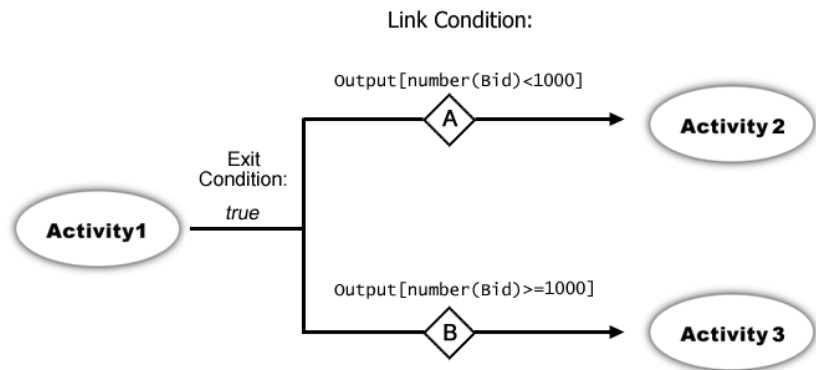 Link Condition:
Output[number(Bid)<1000]
A
Activity 2
Exit
Condition:
true
Activity1
Output[number(Bid)>=1000]
B
Activity 3